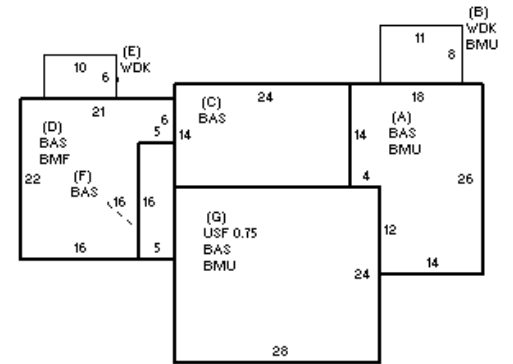 (B)
WDK
BMU
11
8
(E)
WDK
10
6
21
6
5
(C)
BAS
24
14
18
(A)
BAS
BMU
14
4
26
(D)
BAS
BMF
22
(F)
BAS
16
16
16
5
(G)
USF 0.75
BAS
BMU
12
24
14
28